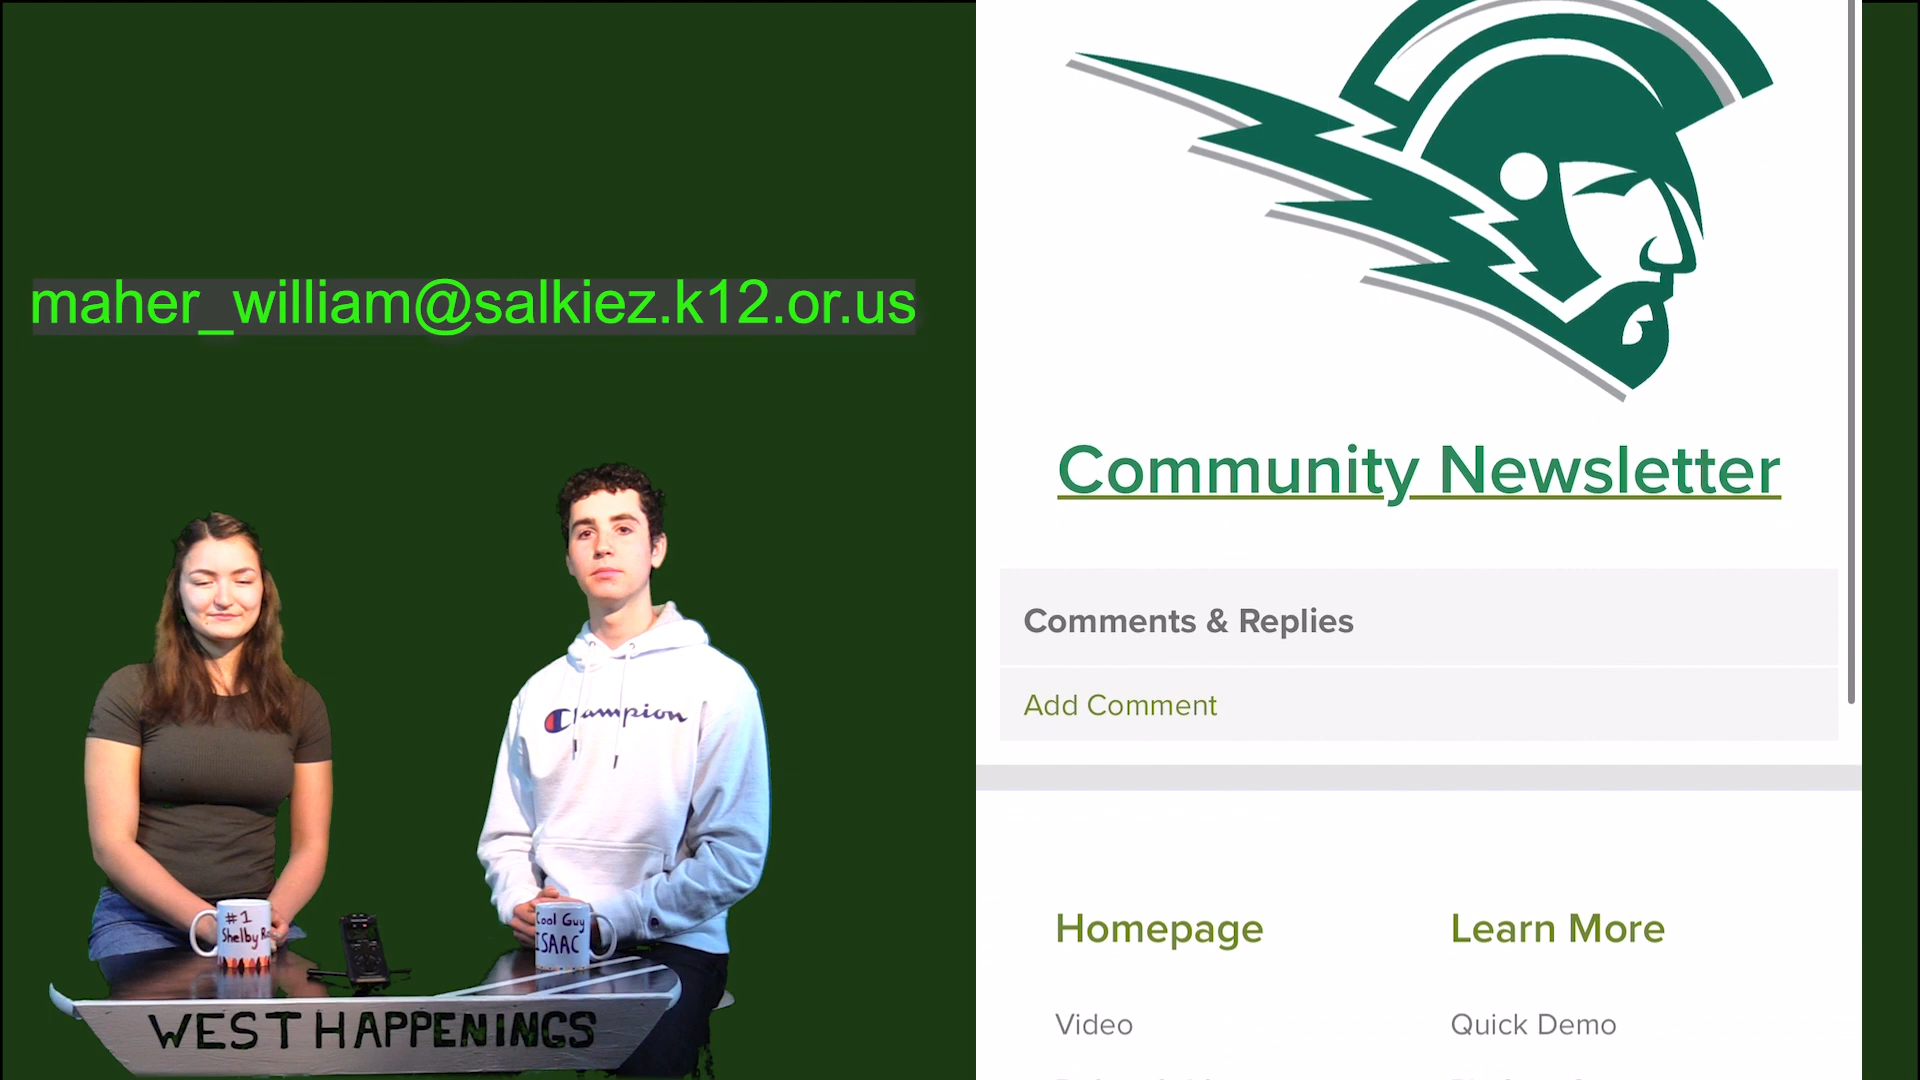 maher_william@salkiez.k12.or.us
Community Newsletter
Comments & Replies
Add Comment
Homepage
Learn More
Video
Quick Demo
Champion
#1
Shelby
Cool Guy
ISAAC
WEST HAPPENINGS